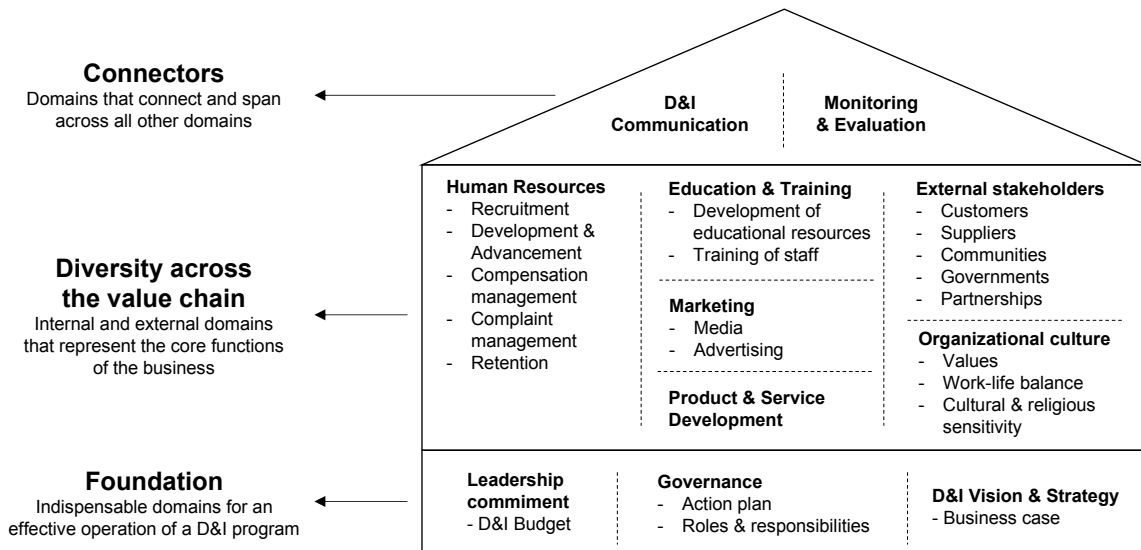 Connectors
Domains that connect and span
across all other domains
D&I
Communication
Monitoring
& Evaluation
Diversity across
the value chain
Internal and external domains
that represent the core functions
of the business
Human Resources
- Recruitment
- Development &
Advancement
- Compensation
management
- Complaint
management
- Retention
Education & Training
- Development of
educational resources
- Training of staff
Marketing
- Media
- Advertising
Product & Service
Development
External stakeholders
- Customers
- Suppliers
- Communities
- Governments
- Partnerships
Organizational culture
- Values
- Work-life balance
- Cultural & religious
sensitivity
Foundation
Indispensable domains for an
effective operation of a D&I program
Leadership
commiment
- D&I Budget
Governance
- Action plan
- Roles & responsibilities
D&I Vision & Strategy
- Business case